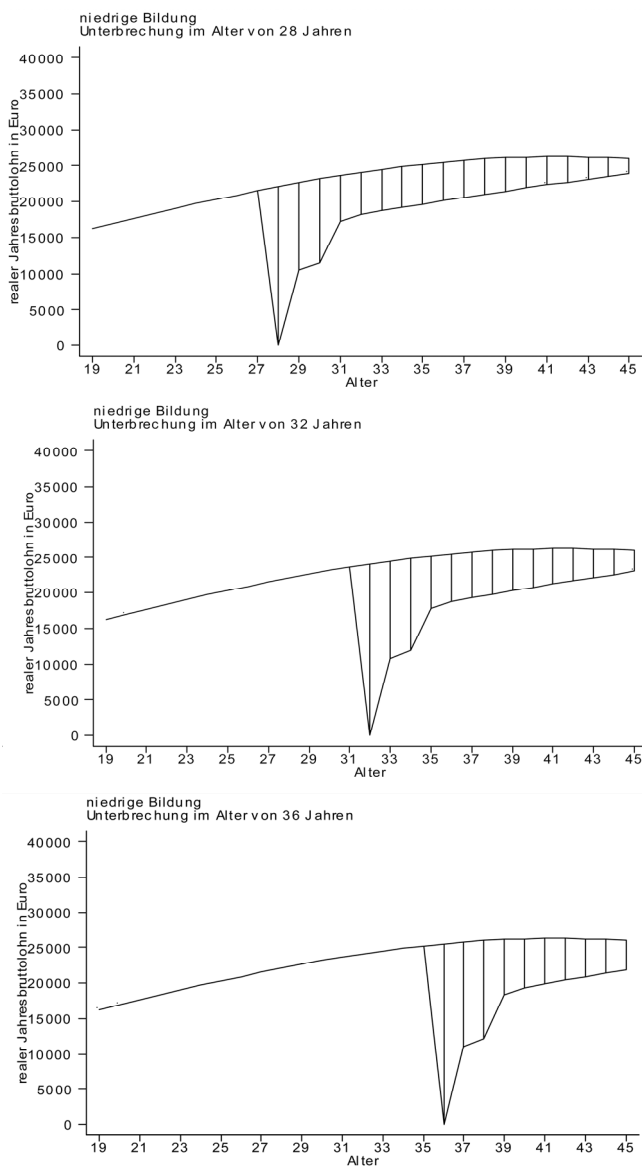 niedrige Bildung
Unterbrechung im Alter von 28 Jahren
realer Jahresbruttolohn in Euro
40000
35000
30000
25000
20000
15000
10000
5000
0
19 21 23 25 27 29 31 33 35 37 39 41 43 45
Alter
niedrige Bildung
Unterbrechung im Alter von 32 Jahren
realer Jahresbruttolohn in Euro
40000
35000
30000
25000
20000
15000
10000
5000
0
19 21 23 25 27 29 31 33 35 37 39 41 43 45
Alter
niedrige Bildung
Unterbrechung im Alter von 36 Jahren
realer Jahresbruttolohn in Euro
40000
35000
30000
25000
20000
15000
10000
5000
0
19 21 23 25 27 29 31 33 35 37 39 41 43 45
Alter